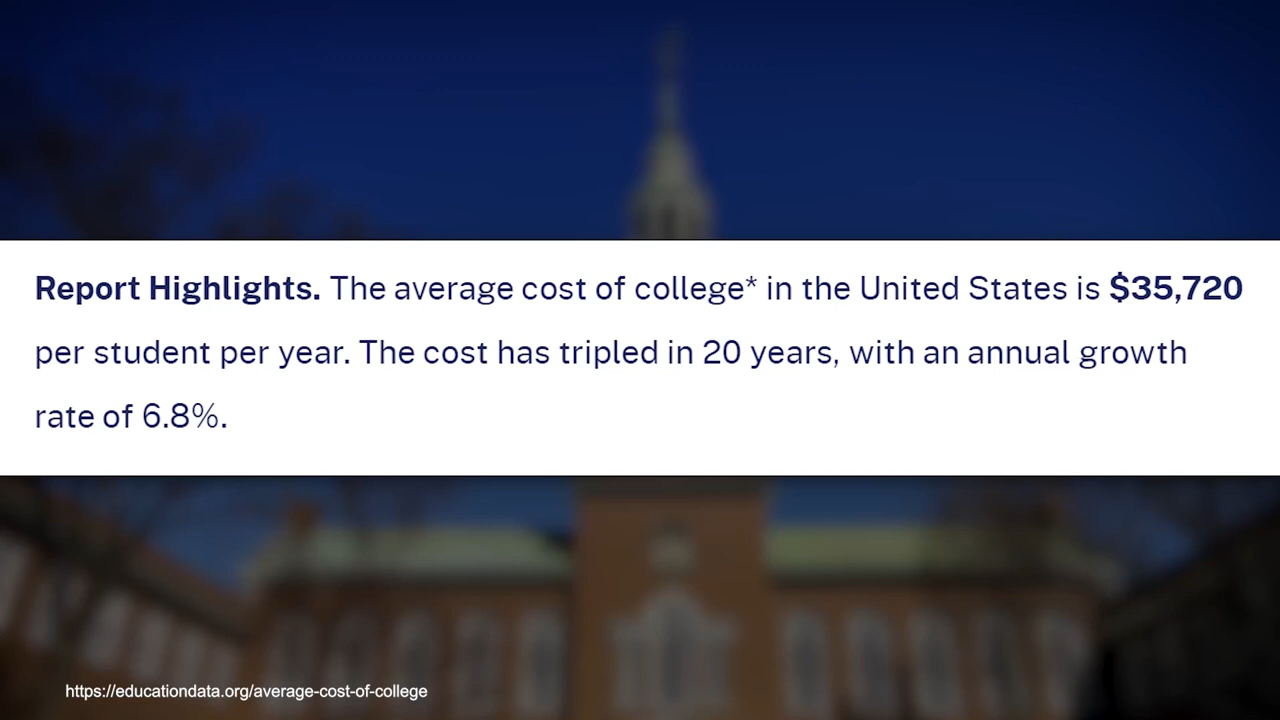 Report Highlights. The average cost of college* in the United States is $35,720
per student per year. The cost has tripled in 20 years, with an annual growth
rate of 6.8%.
https://educationdata.org/average-cost-of-college